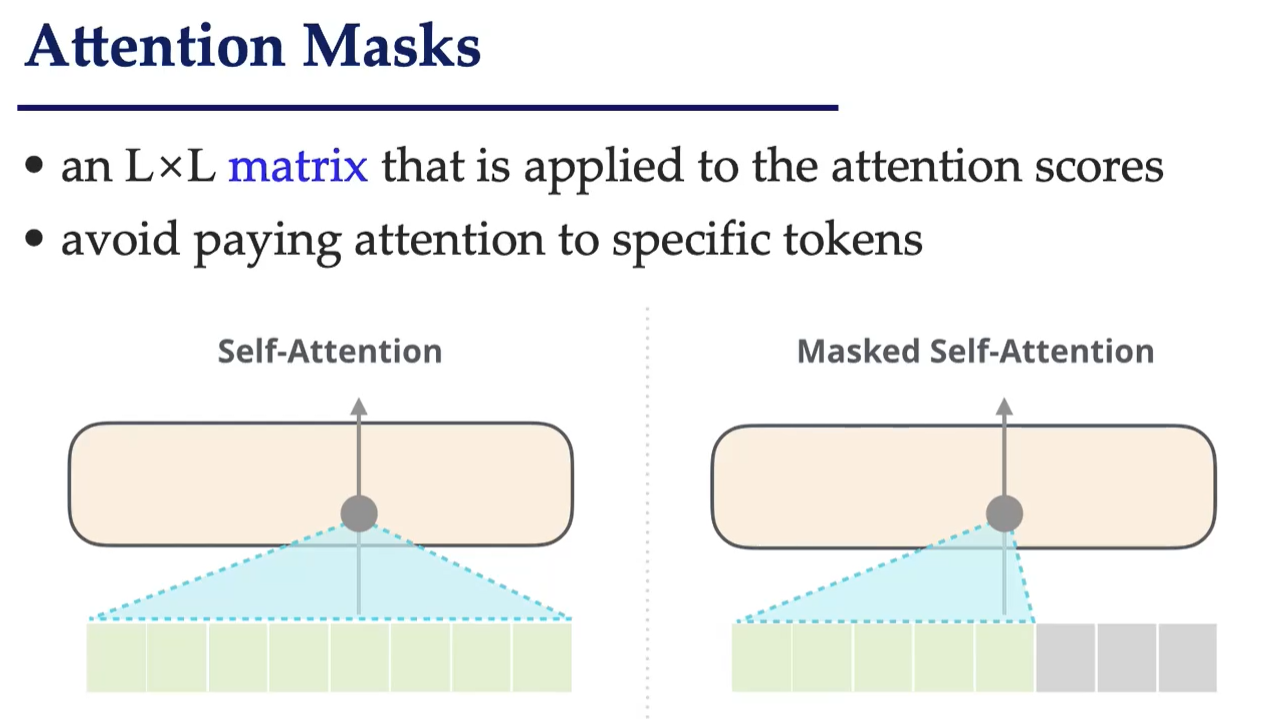 Attention Masks
• an L×L matrix that is applied to the attention scores
• avoid paying attention to specific tokens
Self-Attention
Masked Self-Attention